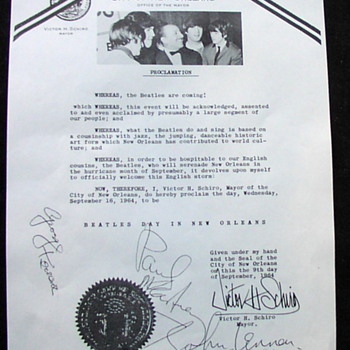 OFFICE OF THE MAYOR
VICTOR H. SCHIRO
MAYOR
PROCLAMATION
WHEREAS, the Beatles are coming!
which WHEREAS, this event will be acknowledged, assented
to and even acclaimed by presumably a large segment of
our people; and
WHEREAS, what the Beatles do and sing is based on
a cousinship with jazz, the jumping, danceable historic
art form which New Orleans has contributed to world cul-
ture; and
WHEREAS, in order to be hospitable to our English
cousins, the Beatles, who will serenade New Orleans in
the hurricane month of September, it devolves upon myself
to officially welcome this English storm:
NOW, THEREFORE, I, Victor H. Schiro, Mayor of the
City of New Orleans, do hereby proclaim the day, Wednesday,
September 16, 1964, to be
BEATLES DAY IN NEW ORLEANS
George Harrison
Paul McCartney
Given under my hand
and the Seal of the
City of New Orleans
on this the 9th day
of September, 1964
Victor H. Schiro
Victor H. Schiro
Mayor.
John Lennon